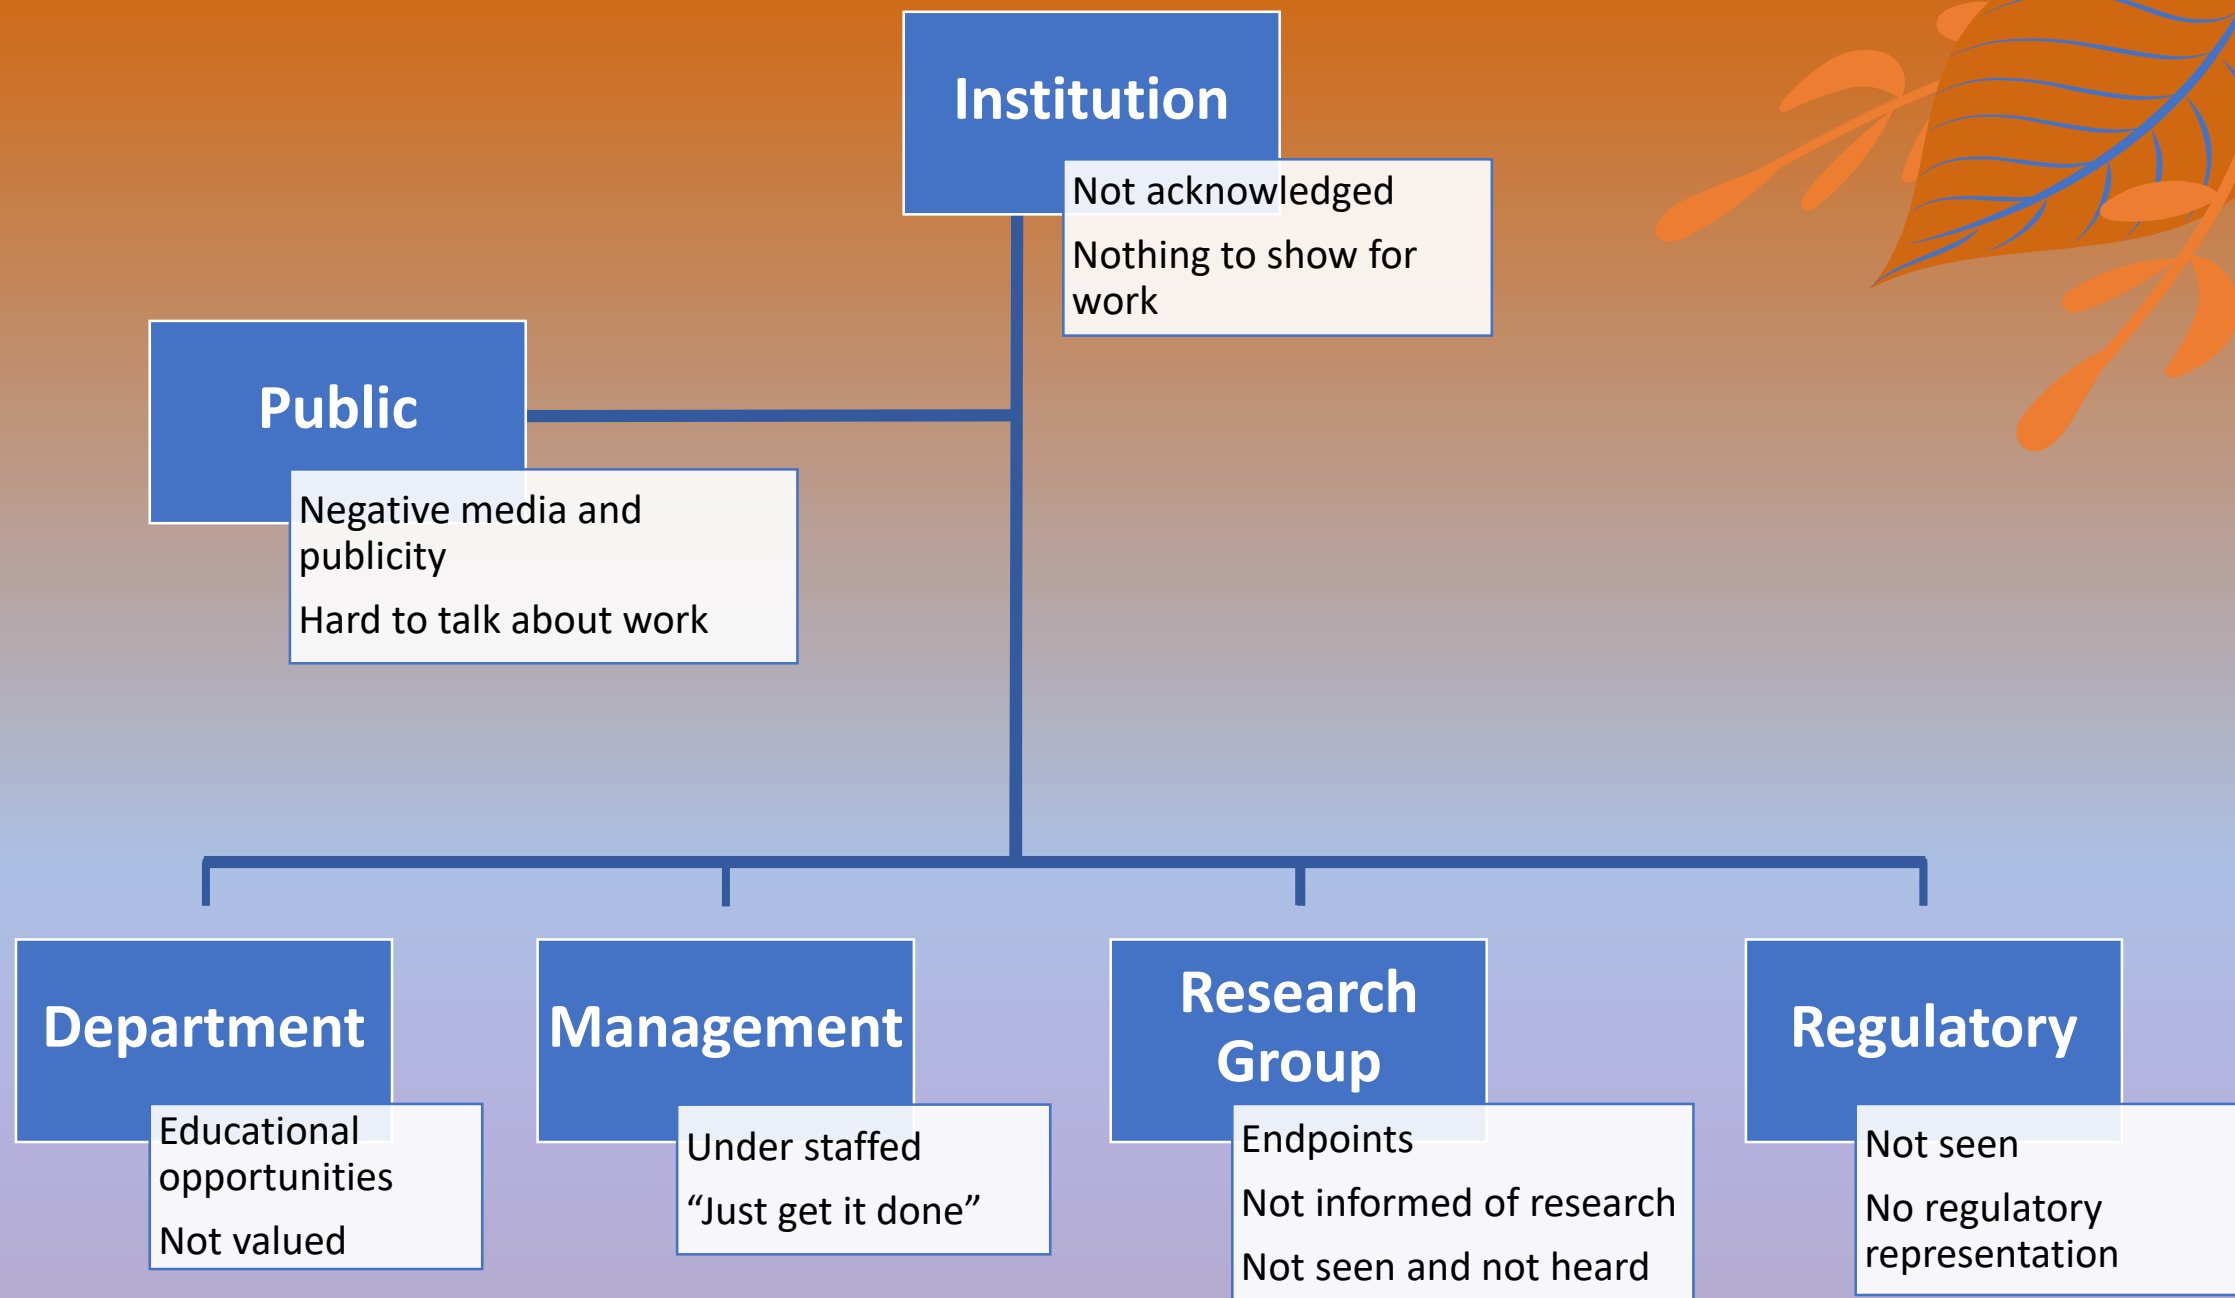 Institution
Not acknowledged
Nothing to show for
work
Public
Negative media and
publicity
Hard to talk about work
Department
Educational
opportunities
Not valued
Management
Under staffed
“Just get it done”
Research
Group
Endpoints
Not informed of research
Not seen and not heard
Regulatory
Not seen
No regulatory
representation